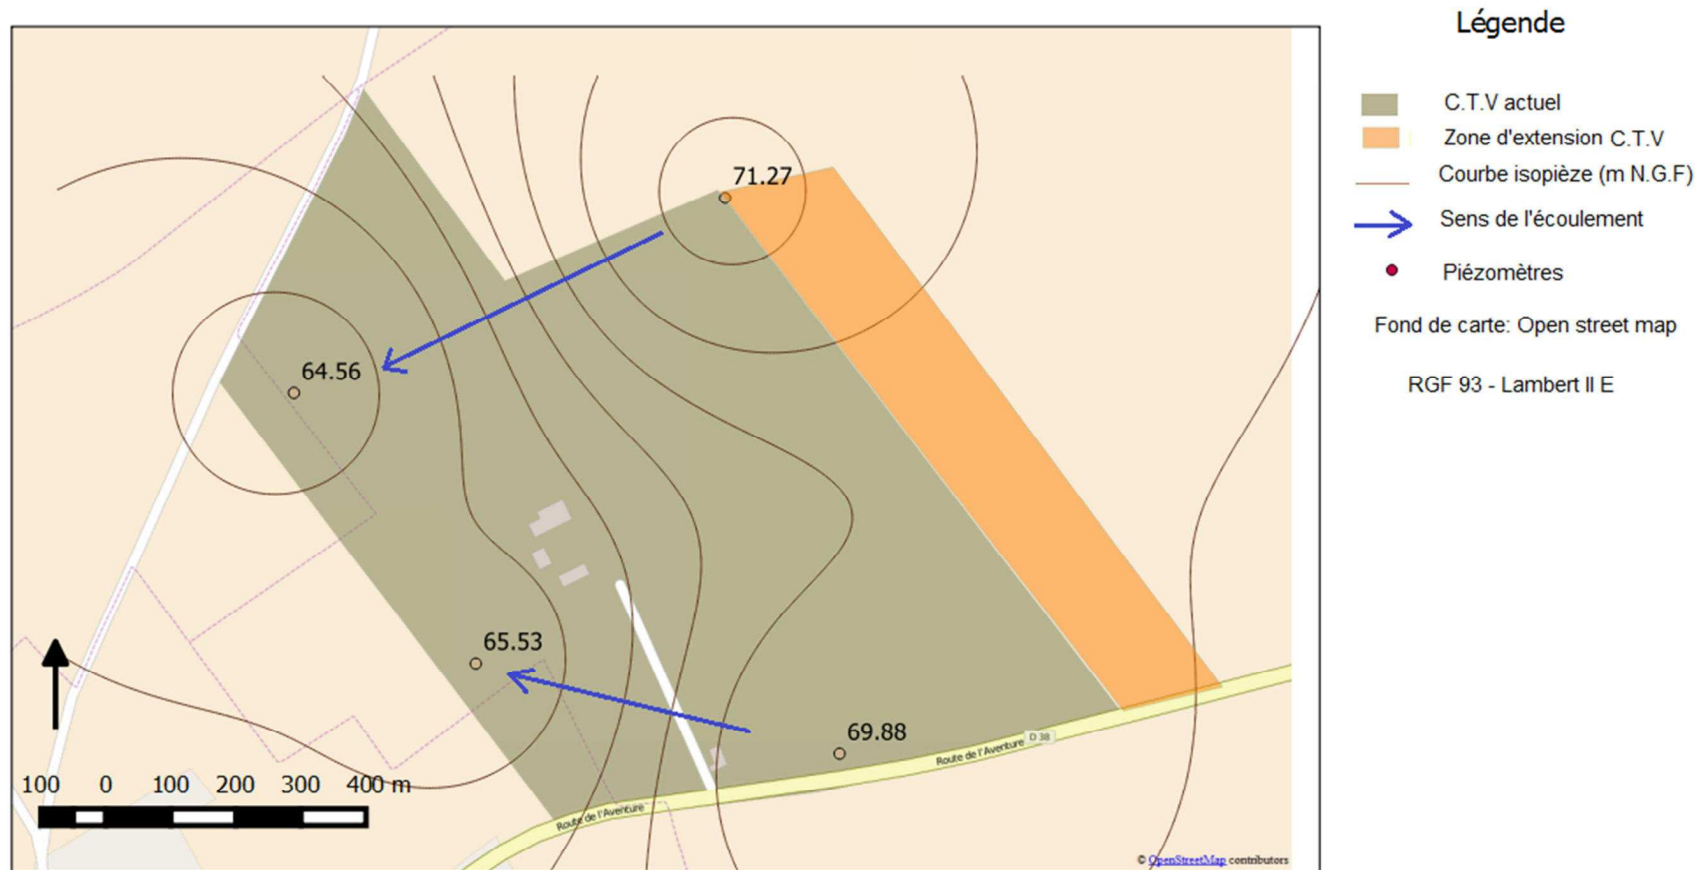 Légende
C.T.V actuel
Zone d'extension C.T.V
Courbe isopièze (m N.G.F)
Sens de l'écoulement
Piézomètres
Fond de carte: Open street map
RGF 93 - Lambert II E
71.27
64.56
65.53
69.88
Route de l'Aventure
D 38
Route de l'Aventure
100 0 100 200 300 400 m
© OpenStreetMap contributors